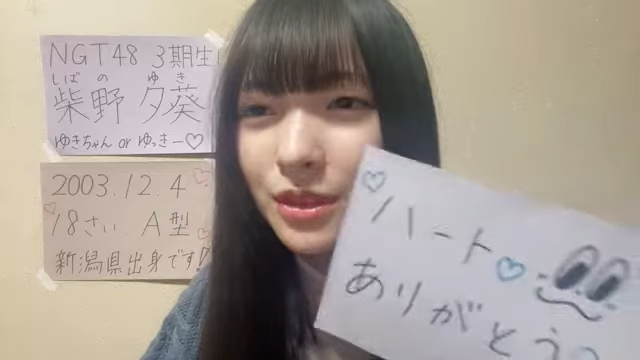 NGT48 3期生
しばの ゆき
柴野 夕葵
ゆきちゃん or ゆっきー♡
2003.12.4
18さい A型
新潟県出身です!
ハート♡
ありがとう